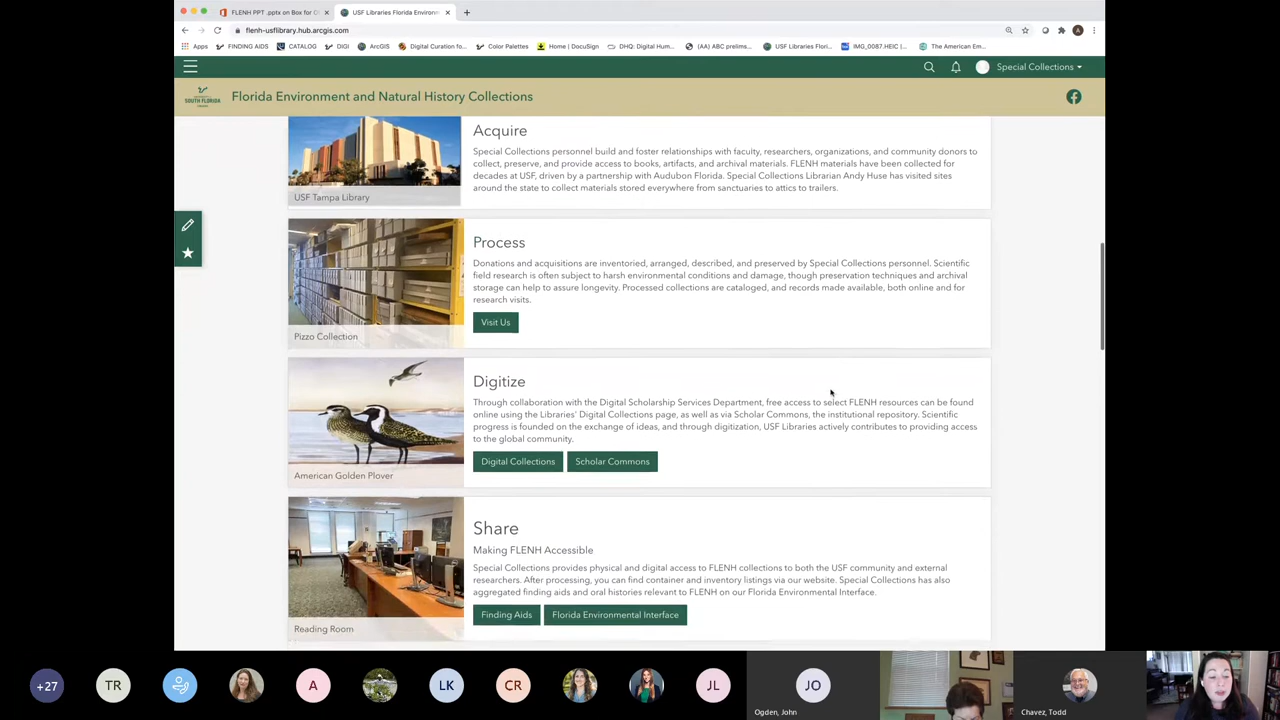 FLENH PPT .pptx on Box for O
USF Libraries Florida Environm
flenh-usflibrary.hub.arcgis.com
Apps
FINDING AIDS
CATALOG
DIGI
ArcGIS
Digital Curation fo...
Color Palettes
Home | DocuSign
DHQ: Digital Hum...
(AA) ABC prelims...
USF Libraries Flori...
IMG_0087.HEIC |...
The American Em...
Special Collections
SOUTH FLORIDA
Florida Environment and Natural History Collections
USF Tampa Library
Acquire
Special Collections personnel build and foster relationships with faculty, researchers, organizations, and community donors to
collect, preserve, and provide access to books, artifacts, and archival materials. FLENH materials have been collected for
decades at USF, driven by a partnership with Audubon Florida. Special Collections Librarian Andy Huse has visited sites
around the state to collect materials stored everywhere from sanctuaries to attics to trailers.
Pizzo Collection
Process
Donations and acquisitions are inventoried, arranged, described, and preserved by Special Collections personnel. Scientific
field research is often subject to harsh environmental conditions and damage, though preservation techniques and archival
storage can help to assure longevity. Processed collections are cataloged, and records made available, both online and for
research visits.
Visit Us
American Golden Plover
Digitize
Through collaboration with the Digital Scholarship Services Department, free access to select FLENH resources can be found
online using the Libraries' Digital Collections page, as well as via Scholar Commons, the institutional repository. Scientific
progress is founded on the exchange of ideas, and through digitization, USF Libraries actively contributes to providing access
to the global community.
Digital Collections
Scholar Commons
Reading Room
Share
Making FLENH Accessible
Special Collections provides physical and digital access to FLENH collections to both the USF community and external
researchers. After processing, you can find container and inventory listings via our website. Special Collections has also
aggregated finding aids and oral histories relevant to FLENH on our Florida Environmental Interface.
Finding Aids
Florida Environmental Interface
+27
TR
A
LK
CR
JL
JO
Ogden, John
Chavez, Todd